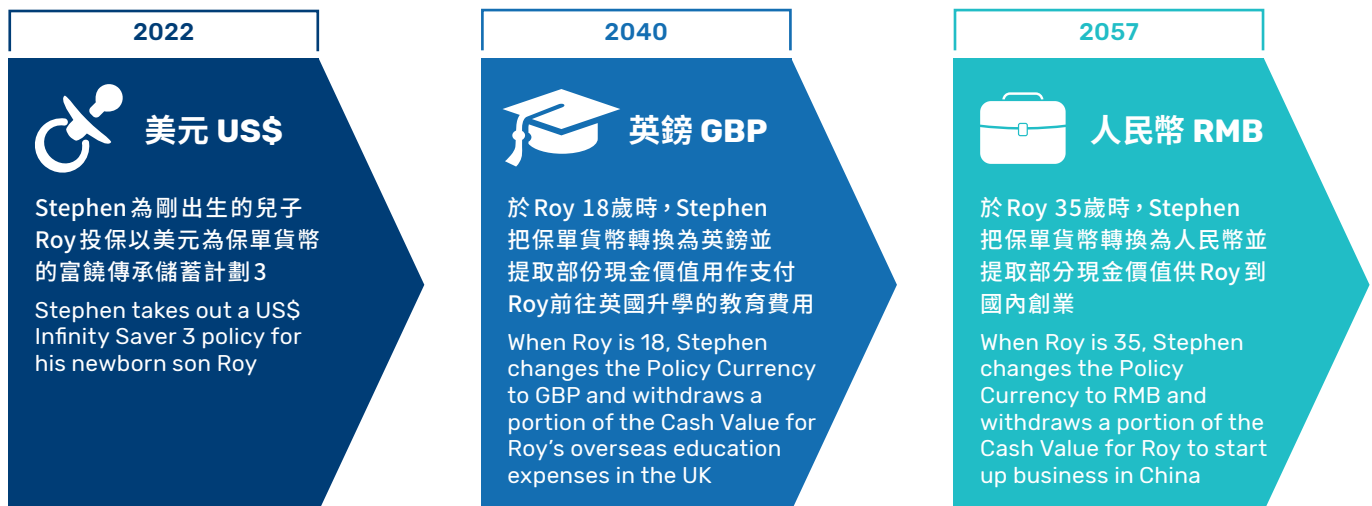 2022
美元 US$
Stephen為剛出生的兒子
Roy投保以美元為保單貨幣
的富饒傳承儲蓄計劃3
Stephen takes out a US$
Infinity Saver 3 policy for
his newborn son Roy
2040
英鎊 GBP
於Roy 18歲時，Stephen
把保單貨幣轉換為英鎊並
提取部份現金價值用作支付
Roy前往英國升學的教育費用
When Roy is 18, Stephen
changes the Policy Currency
to GBP and withdraws a
portion of the Cash Value for
Roy’s overseas education
expenses in the UK
2057
人民幣 RMB
於Roy 35歲時，Stephen
把保單貨幣轉換為人民幣並
提取部分現金價值供Roy到
國內創業
When Roy is 35, Stephen
changes the Policy
Currency to RMB and
withdraws a portion of the
Cash Value for Roy to start
up business in China